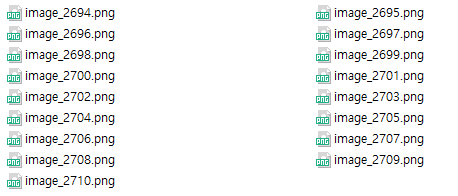 image_2694.png
image_2695.png
image_2696.png
image_2697.png
image_2698.png
image_2699.png
image_2700.png
image_2701.png
image_2702.png
image_2703.png
image_2704.png
image_2705.png
image_2706.png
image_2707.png
image_2708.png
image_2709.png
image_2710.png